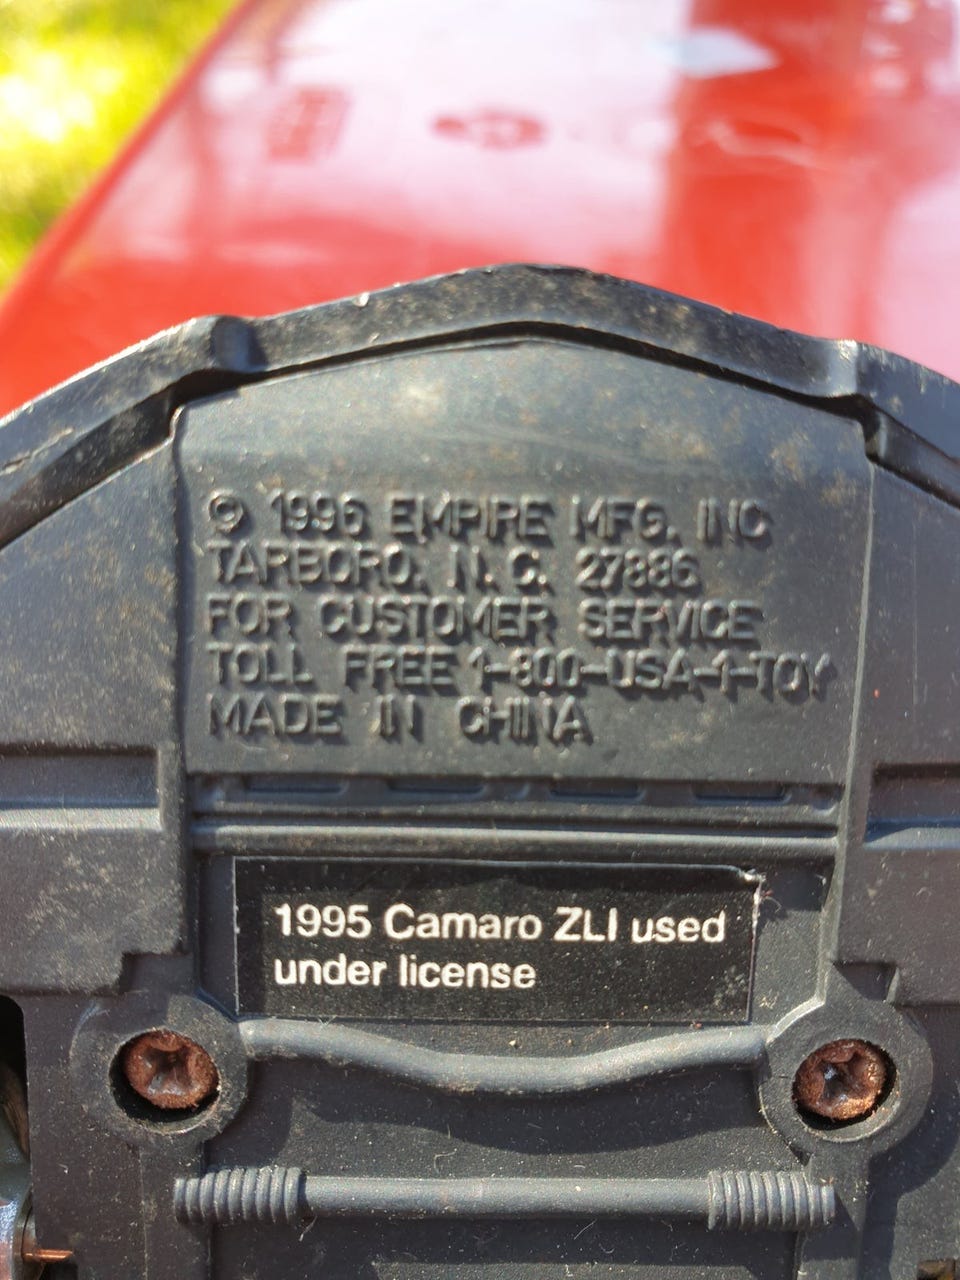 © 1996 EMPIRE MFG. INC
TARBORO, N.C. 27886
FOR CUSTOMER SERVICE
TOLL FREE 1-800-USA-1-TOY
MADE IN CHINA
1995 Camaro ZLI used
under license